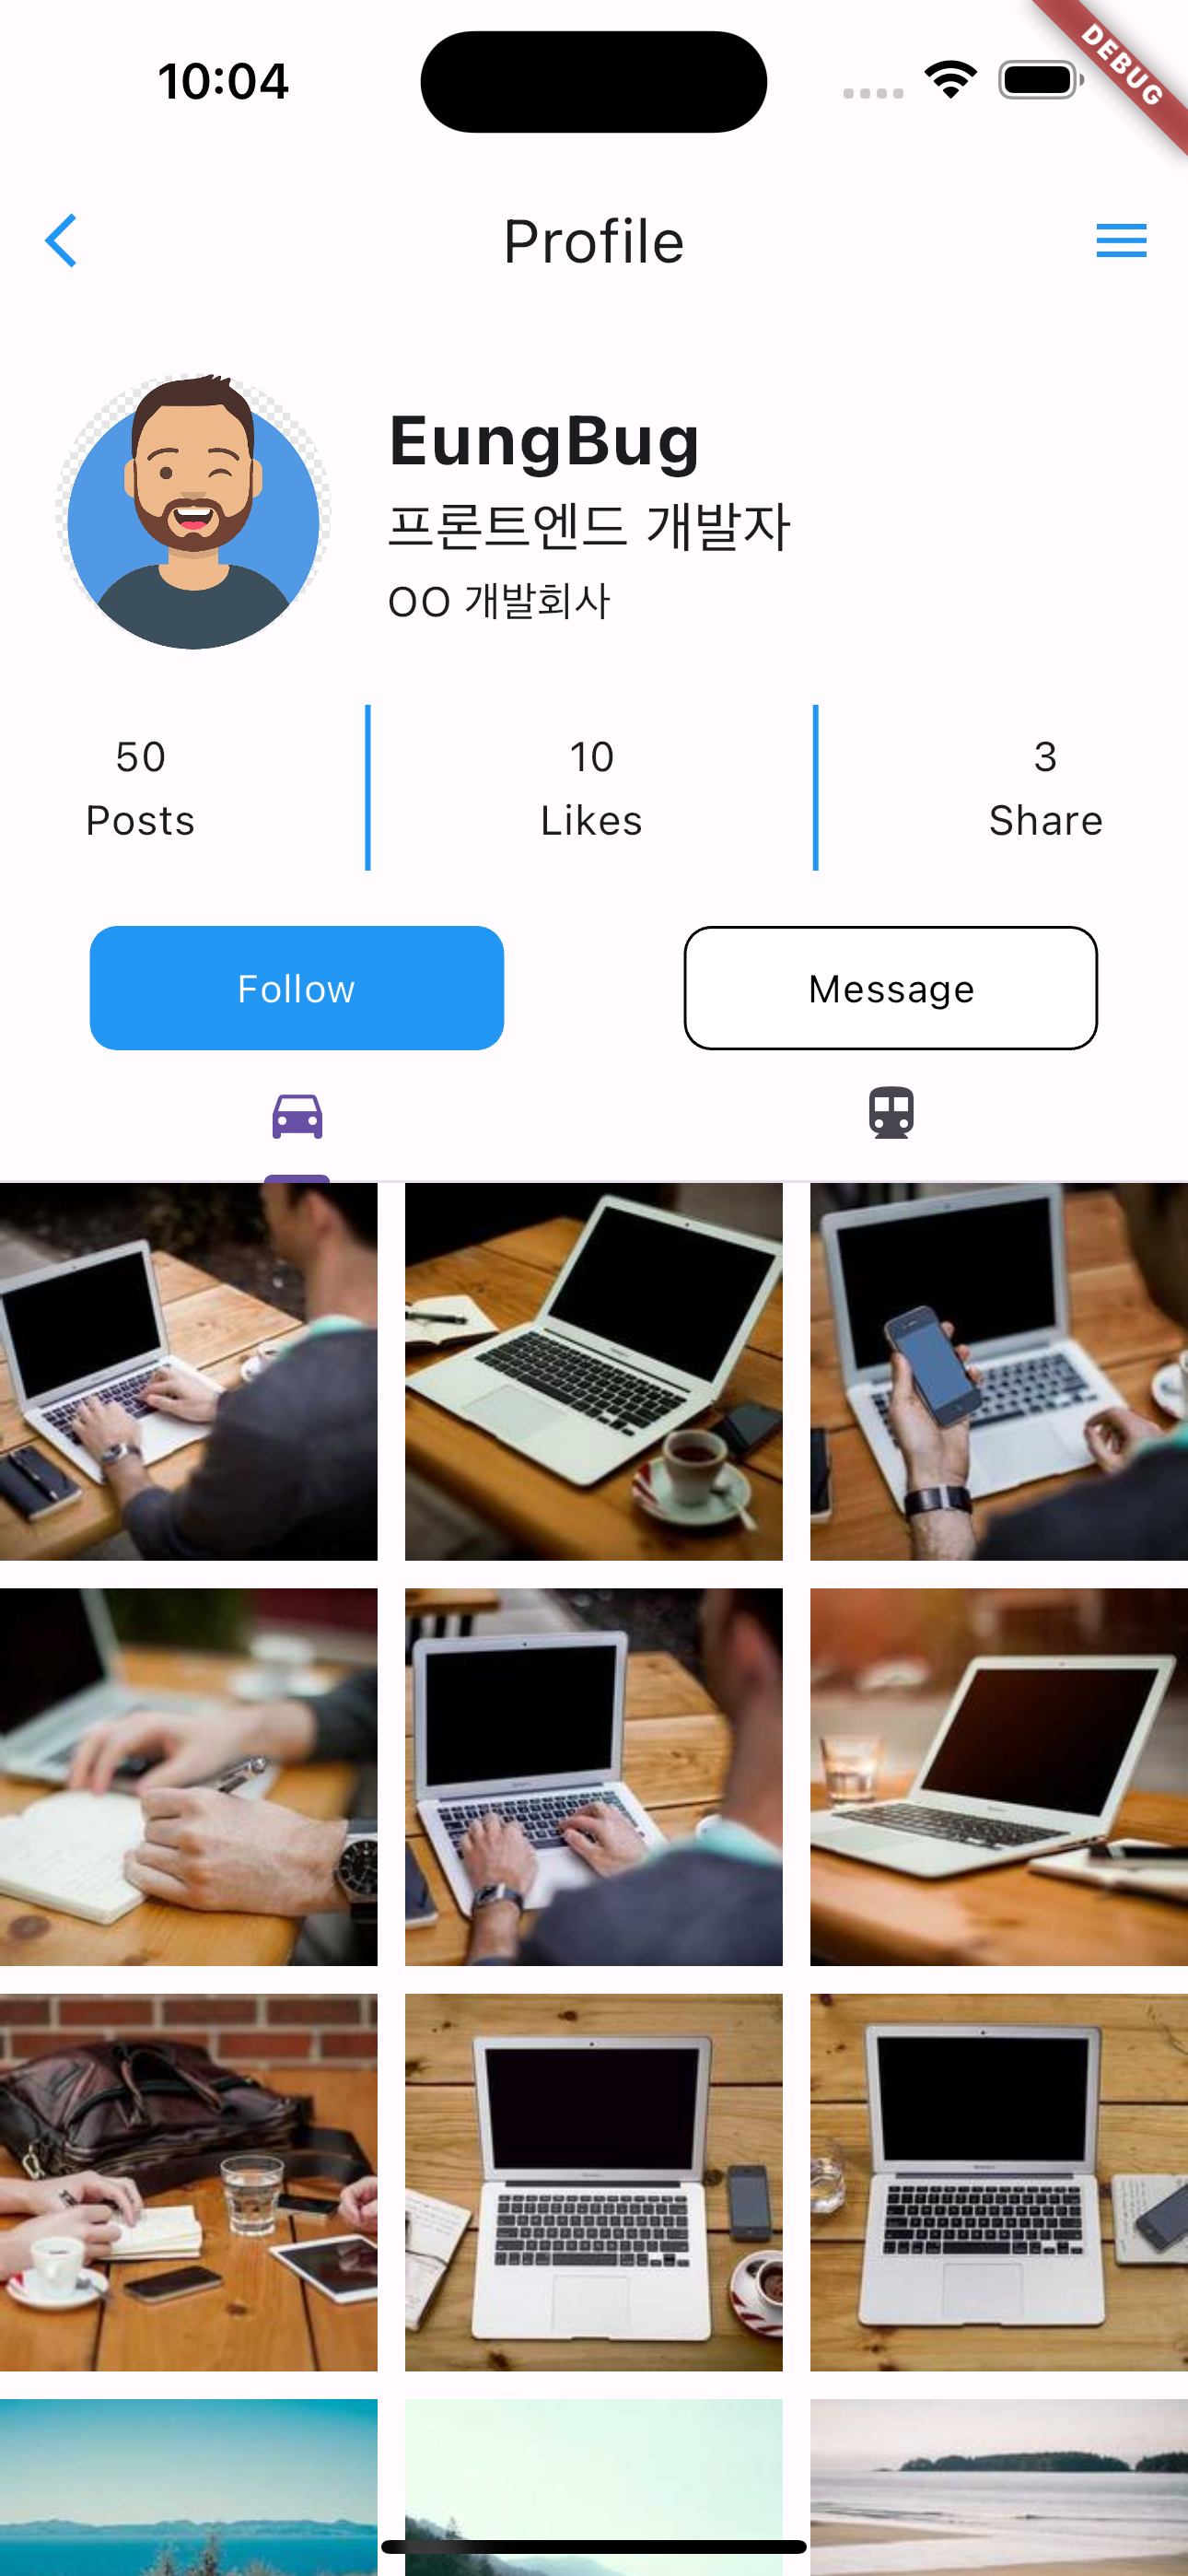 10:04
DEBUG
Profile
EungBug
프론트엔드 개발자
OO 개발회사
50
Posts
10
Likes
3
Share
Follow
Message